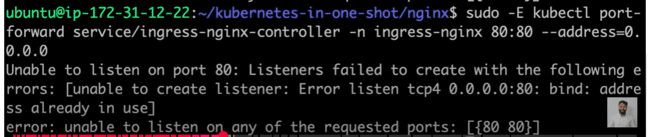 ubuntu@ip-172-31-12-22:~/kubernetes-in-one-shot/nginx$ sudo -E kubectl port-
forward service/ingress-nginx-controller -n ingress-nginx 80:80 --address=0.
0.0.0
Unable to listen on port 80: Listeners failed to create with the following e
rrors: [unable to create listener: Error listen tcp4 0.0.0.0:80: bind: addre
ss already in use]
error: unable to listen on any of the requested ports: [{80 80}]